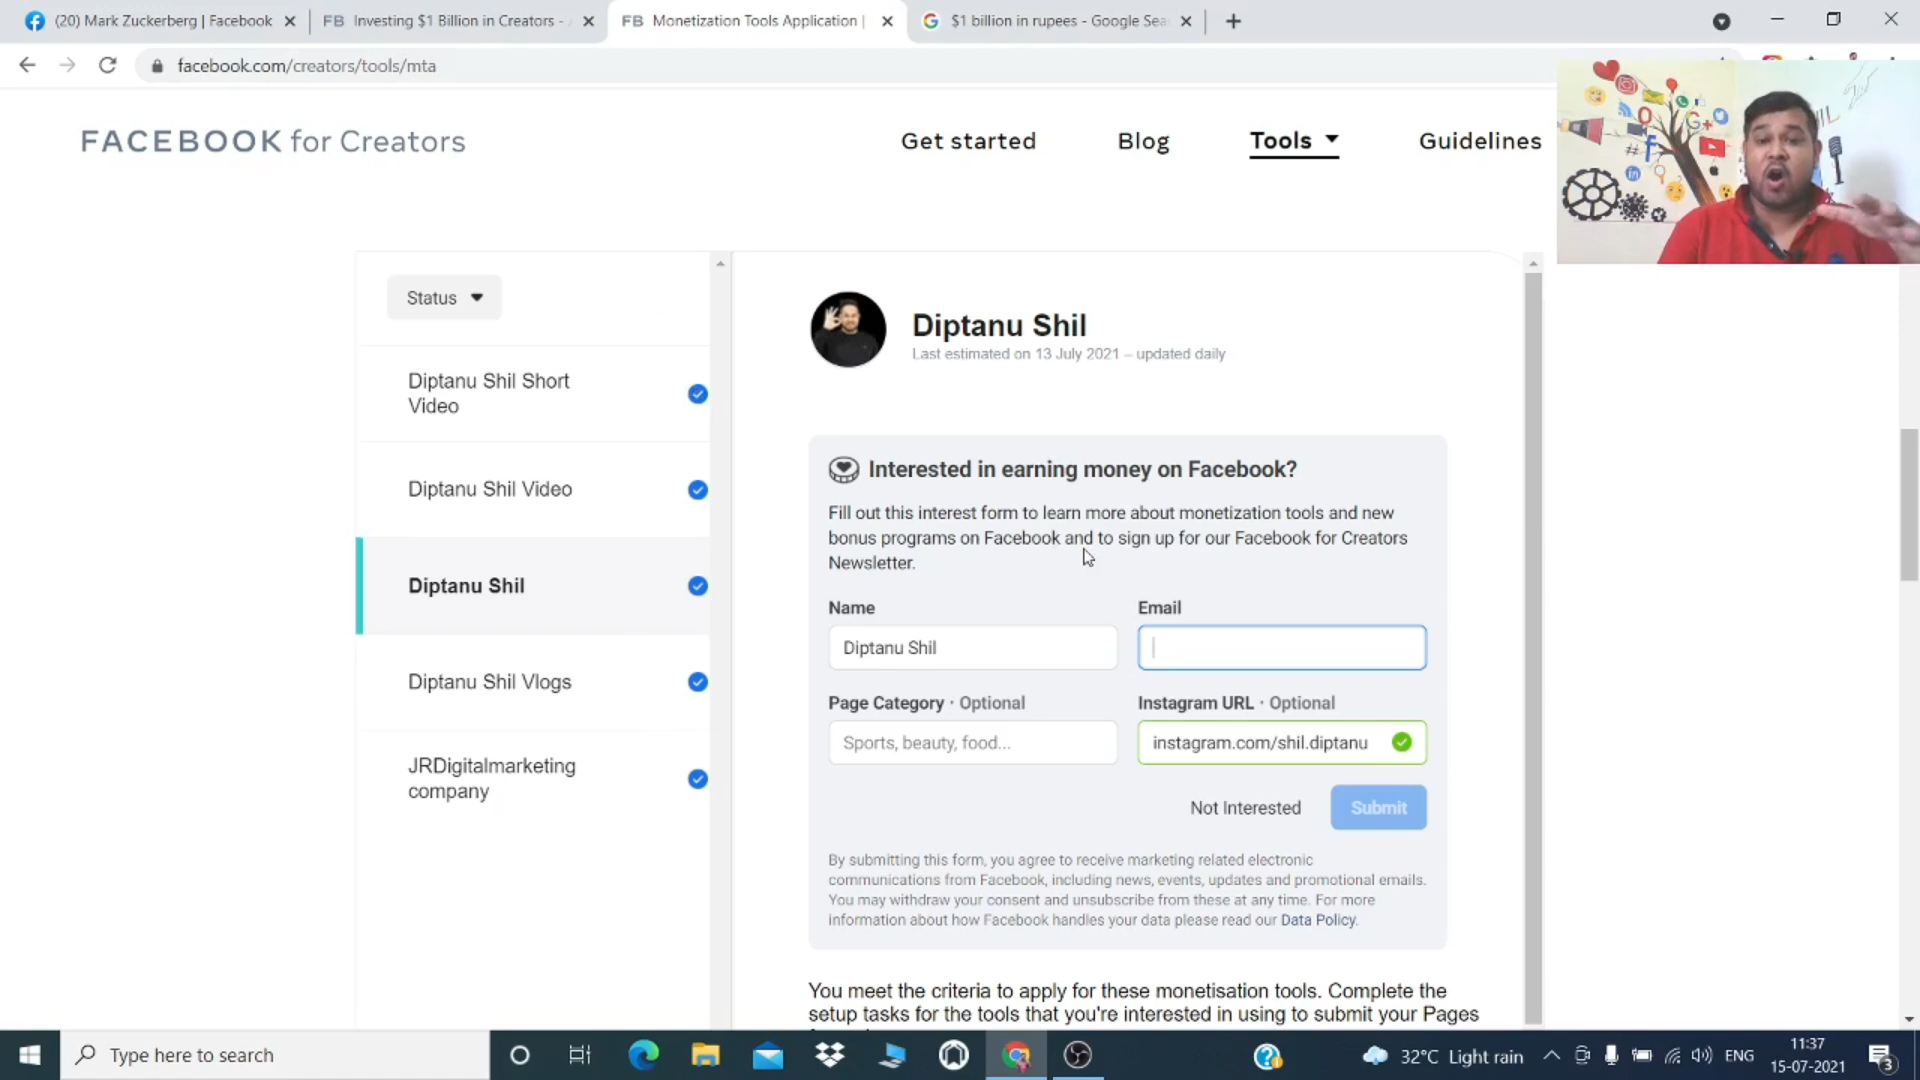 (20) Mark Zuckerberg | Facebook
FB Investing $1 Billion in Creators -
FB Monetization Tools Application |
$1 billion in rupees - Google Sea
facebook.com/creators/tools/mta
FACEBOOK for Creators
Get started
Blog
Tools
Guidelines
Status
Diptanu Shil Short
Video
Diptanu Shil Video
Diptanu Shil
Diptanu Shil Vlogs
JRDigitalmarketing
company
Diptanu Shil
Last estimated on 13 July 2021 – updated daily
Interested in earning money on Facebook?
Fill out this interest form to learn more about monetization tools and new
bonus programs on Facebook and to sign up for our Facebook for Creators
Newsletter.
Name
Email
Diptanu Shil
Page Category · Optional
Instagram URL · Optional
Sports, beauty, food...
instagram.com/shil.diptanu
Not Interested
Submit
By submitting this form, you agree to receive marketing related electronic
communications from Facebook, including news, events, updates and promotional emails.
You may withdraw your consent and unsubscribe from these at any time. For more
information about how Facebook handles your data please read our Data Policy.
You meet the criteria to apply for these monetisation tools. Complete the
setup tasks for the tools that you're interested in using to submit your Pages
Type here to search
32°C Light rain
ENG
11:37
15-07-2021
3